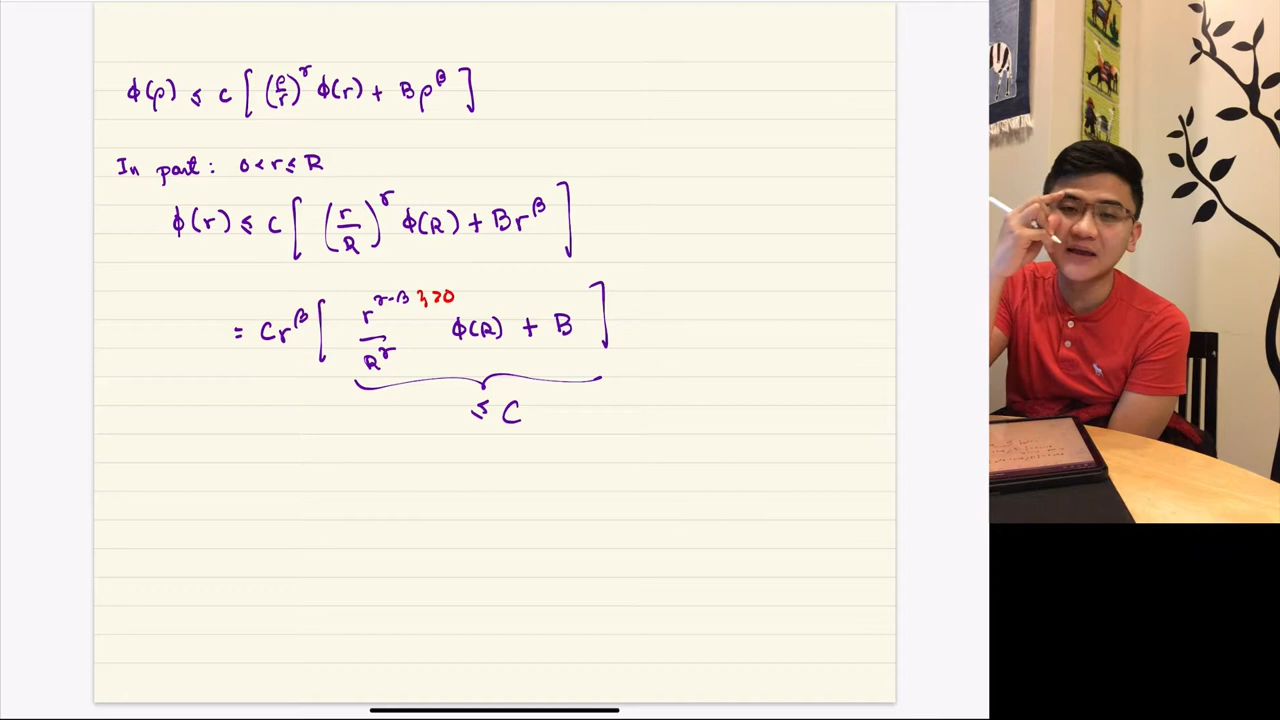 ϕ(ρ) ≤ C [ (ρ/r)^γ ϕ(r) + Bρ^β ]
In part: 0 < r ≤ R
ϕ(r) ≤ C [ (r/R)^γ ϕ(R) + Br^β ]
= Cr^β [ r^(γ-β) } >0 / R^γ ϕ(R) + B ]
≤ C